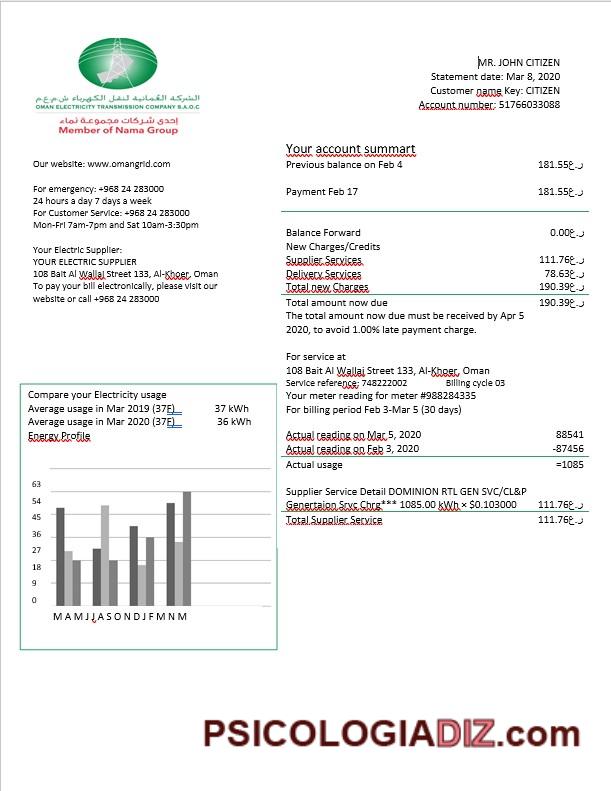 الشركة العُمانية لنقل الكهرباء ش.م.ع.م
OMAN ELECTRICITY TRANSMISSION COMPANY S.A.O.C
إحدى شركات مجموعة نماء
Member of Nama Group
MR. JOHN CITIZEN
Statement date: Mar 8, 2020
Customer name Key: CITIZEN
Account number: 51766033088
Our website: www.omangrid.com
For emergency: +968 24 283000
24 hours a day 7 days a week
For Customer Service: +968 24 283000
Mon-Fri 7am-7pm and Sat 10am-3:30pm
Your Electric Supplier:
YOUR ELECTRIC SUPPLIER
108 Bait Al Wallaj Street 133, Al-Khoer, Oman
To pay your bill electronically, please visit our
website or call +968 24 283000
Your account summart
Previous balance on Feb 4 181.55ر.ع
Payment Feb 17 181.55ر.ع
Balance Forward 0.00ر.ع
New Charges/Credits
Supplier Services 111.76ر.ع
Delivery Services 78.63ر.ع
Total new Charges 190.39ر.ع
Total amount now due 190.39ر.ع
The total amount now due must be received by Apr 5
2020, to avoid 1.00% late payment charge.
For service at
108 Bait Al Wallaj Street 133, Al-Khoer, Oman
Service reference: 748222002 Billing cycle 03
Your meter reading for meter #988284335
For billing period Feb 3-Mar 5 (30 days)
Actual reading on Mar 5, 2020 88541
Actual reading on Feb 3, 2020 -87456
Actual usage =1085
Supplier Service Detail DOMINION RTL GEN SVC/CL&P
Genertaion Srvc Chrg*** 1085.00 kWh × $0.103000 111.76ر.ع
Total Supplier Service 111.76ر.ع
Compare your Electricity usage
Average usage in Mar 2019 (37F) 37 kWh
Average usage in Mar 2020 (37F) 36 kWh
Energy Profile
63
54
45
36
27
18
9
0
M A M J J A S O N D J F M N M
PSICOLOGIADIZ.com